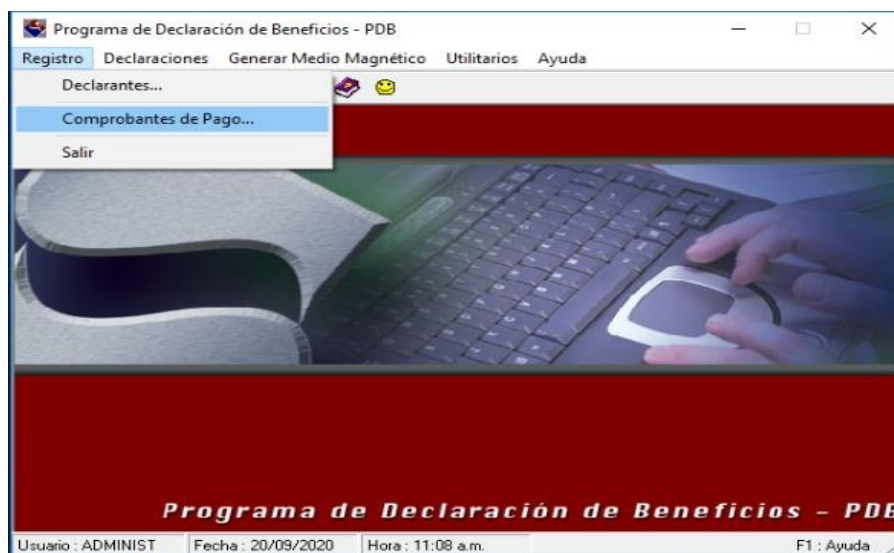 Programa de Declaración de Beneficios - PDB
Registro Declaraciones Generar Medio Magnético Utilitarios Ayuda
Declarantes...
Comprobantes de Pago...
Salir
Programa de Declaración de Beneficios - PDB
Usuario : ADMINIST Fecha : 20/09/2020 Hora : 11:08 a.m. F1 : Ayuda